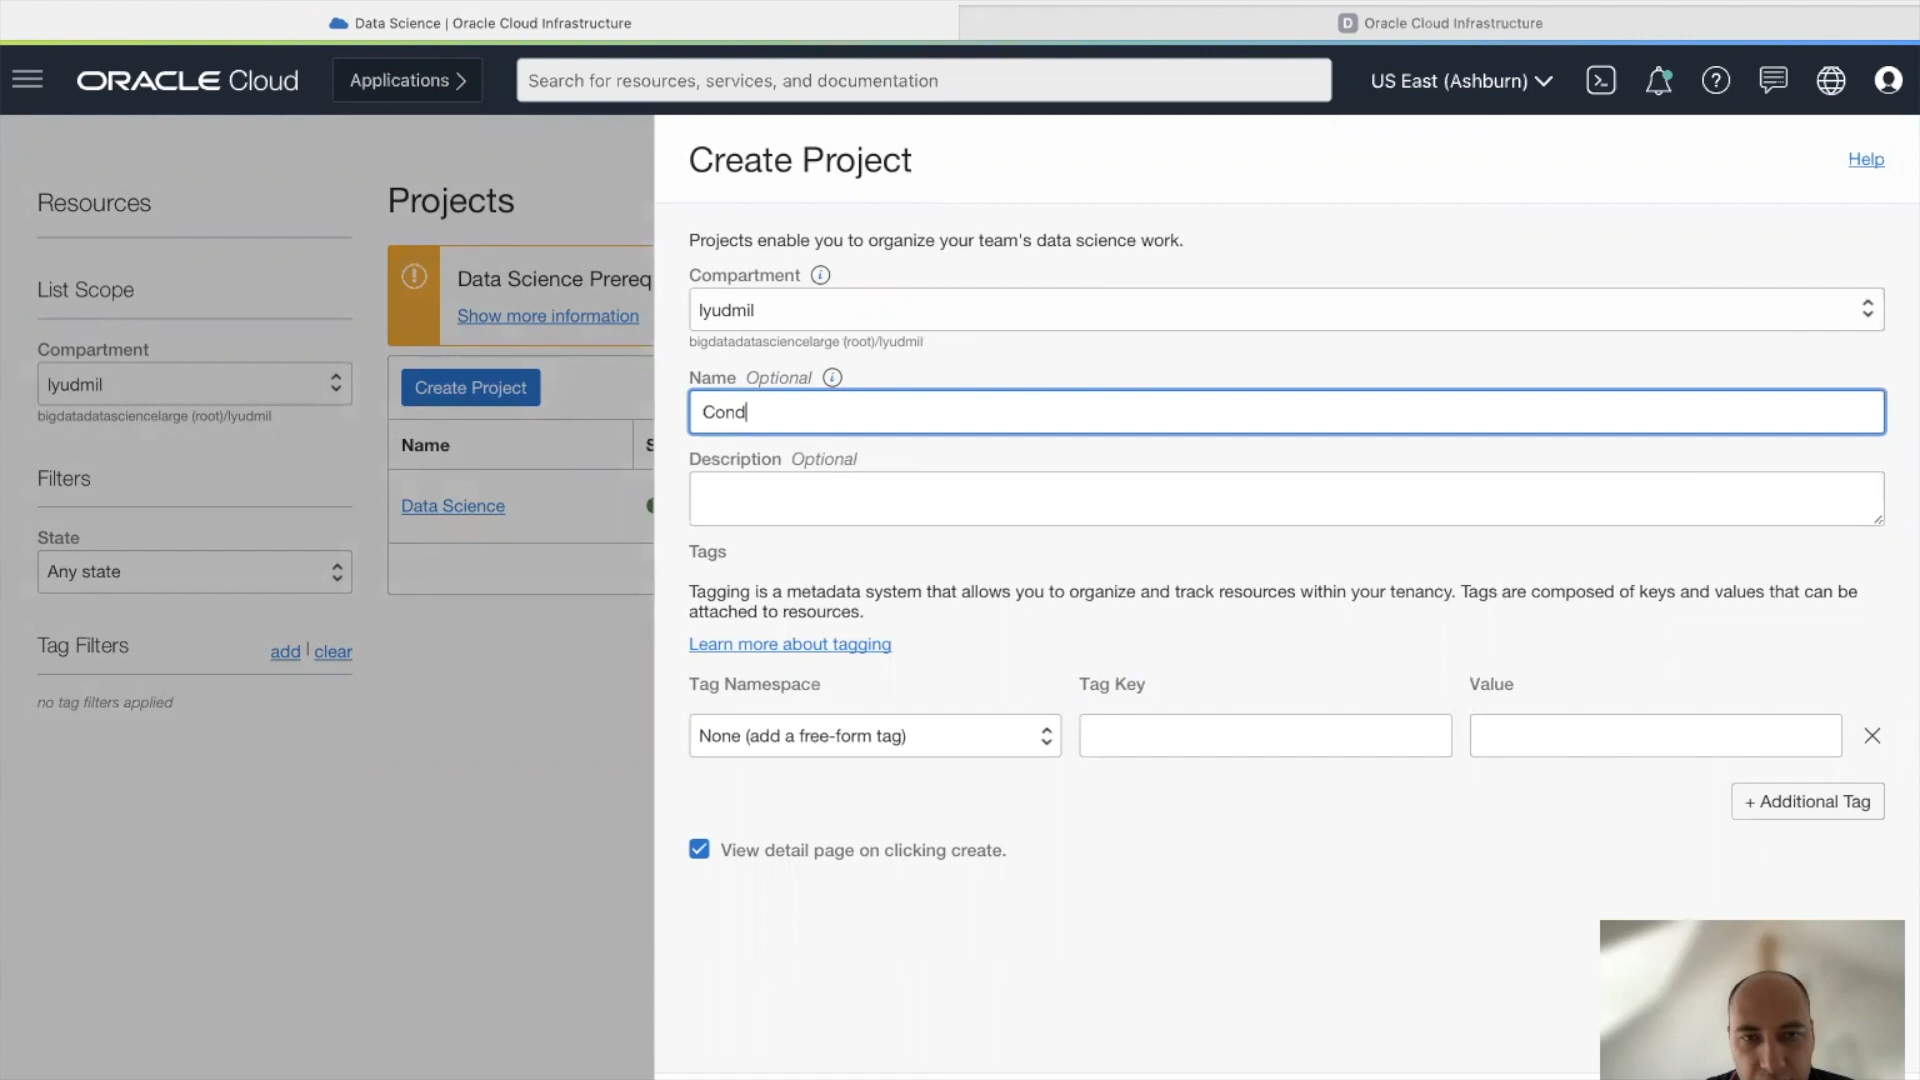 Data Science | Oracle Cloud Infrastructure
D Oracle Cloud Infrastructure
ORACLE Cloud
Applications
Search for resources, services, and documentation
US East (Ashburn)
Resources
List Scope
Compartment
lyudmil
bigdatadatasciencelarge (root)/lyudmil
Filters
State
Any state
Tag Filters
add | clear
no tag filters applied
Projects
Data Science Prereq
Show more information
Create Project
Name
Data Science
Create Project
Help
Projects enable you to organize your team's data science work.
Compartment
lyudmil
bigdatadatasciencelarge (root)/lyudmil
Name Optional
Cond
Description Optional
Tags
Tagging is a metadata system that allows you to organize and track resources within your tenancy. Tags are composed of keys and values that can be
attached to resources.
Learn more about tagging
Tag Namespace Tag Key Value
None (add a free-form tag)
+ Additional Tag
View detail page on clicking create.